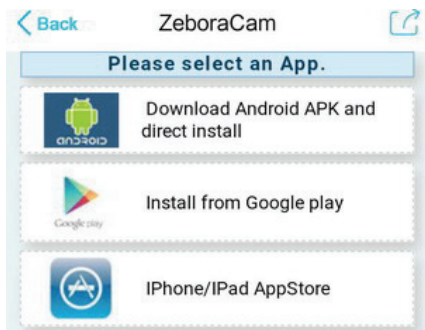 Back
ZeboraCam
Please select an App.
Download Android APK and
direct install
ANDROID
Install from Google play
Google play
IPhone/IPad AppStore